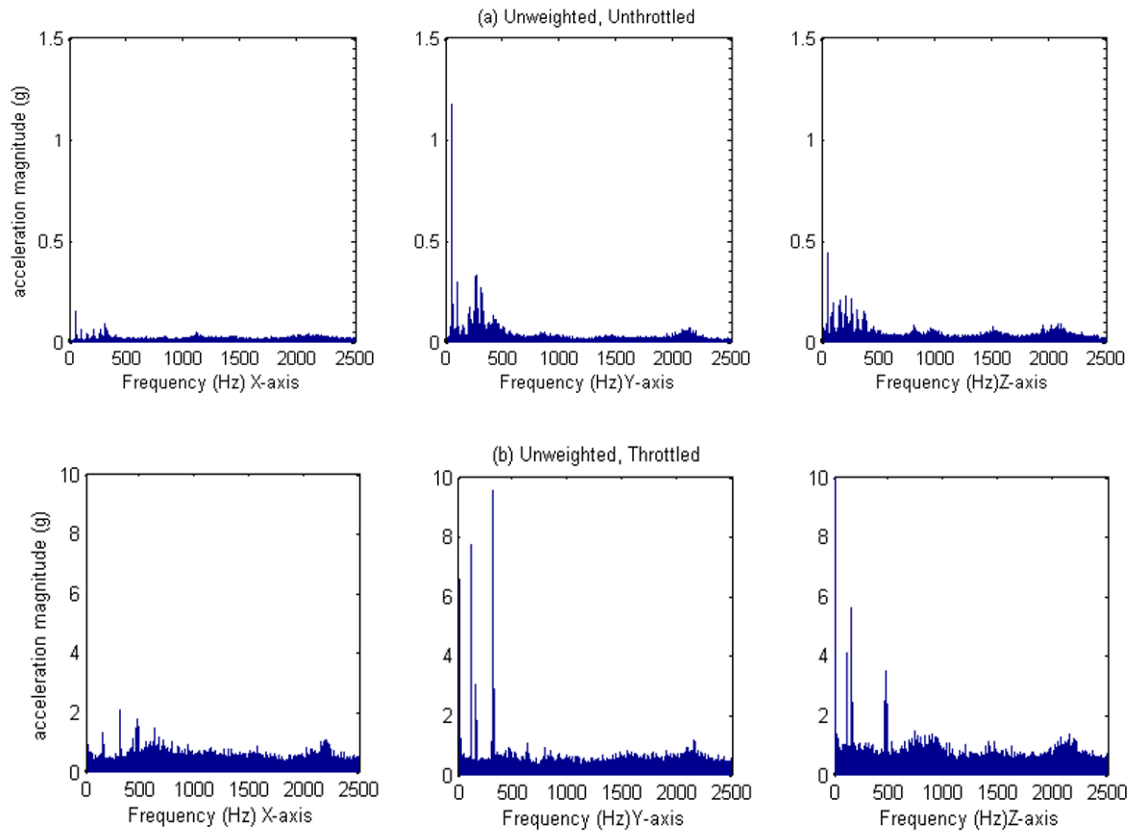 (a) Unweighted, Unthrottled
acceleration magnitude (g)
1.5
1
0.5
0
0 500 1000 1500 2000 2500
Frequency (Hz) X-axis
1.5
1
0.5
0
0 500 1000 1500 2000 2500
Frequency (Hz)Y-axis
1.5
1
0.5
0
0 500 1000 1500 2000 2500
Frequency (Hz)Z-axis
(b) Unweighted, Throttled
acceleration magnitude (g)
10
8
6
4
2
0
0 500 1000 1500 2000 2500
Frequency (Hz) X-axis
10
8
6
4
2
0
0 500 1000 1500 2000 2500
Frequency (Hz)Y-axis
10
8
6
4
2
0
0 500 1000 1500 2000 2500
Frequency (Hz)Z-axis